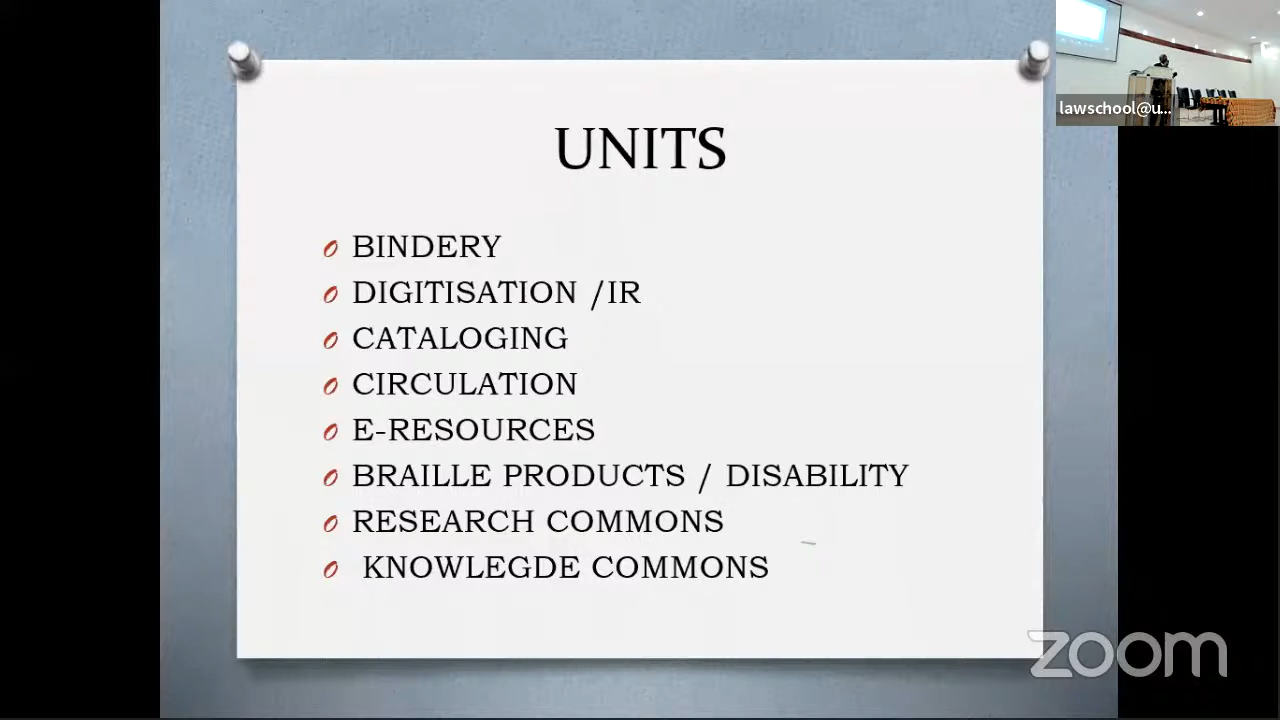 lawschool@u...
UNITS
BINDERY
DIGITISATION /IR
CATALOGING
CIRCULATION
E-RESOURCES
BRAILLE PRODUCTS / DISABILITY
RESEARCH COMMONS
KNOWLEGDE COMMONS
zoom